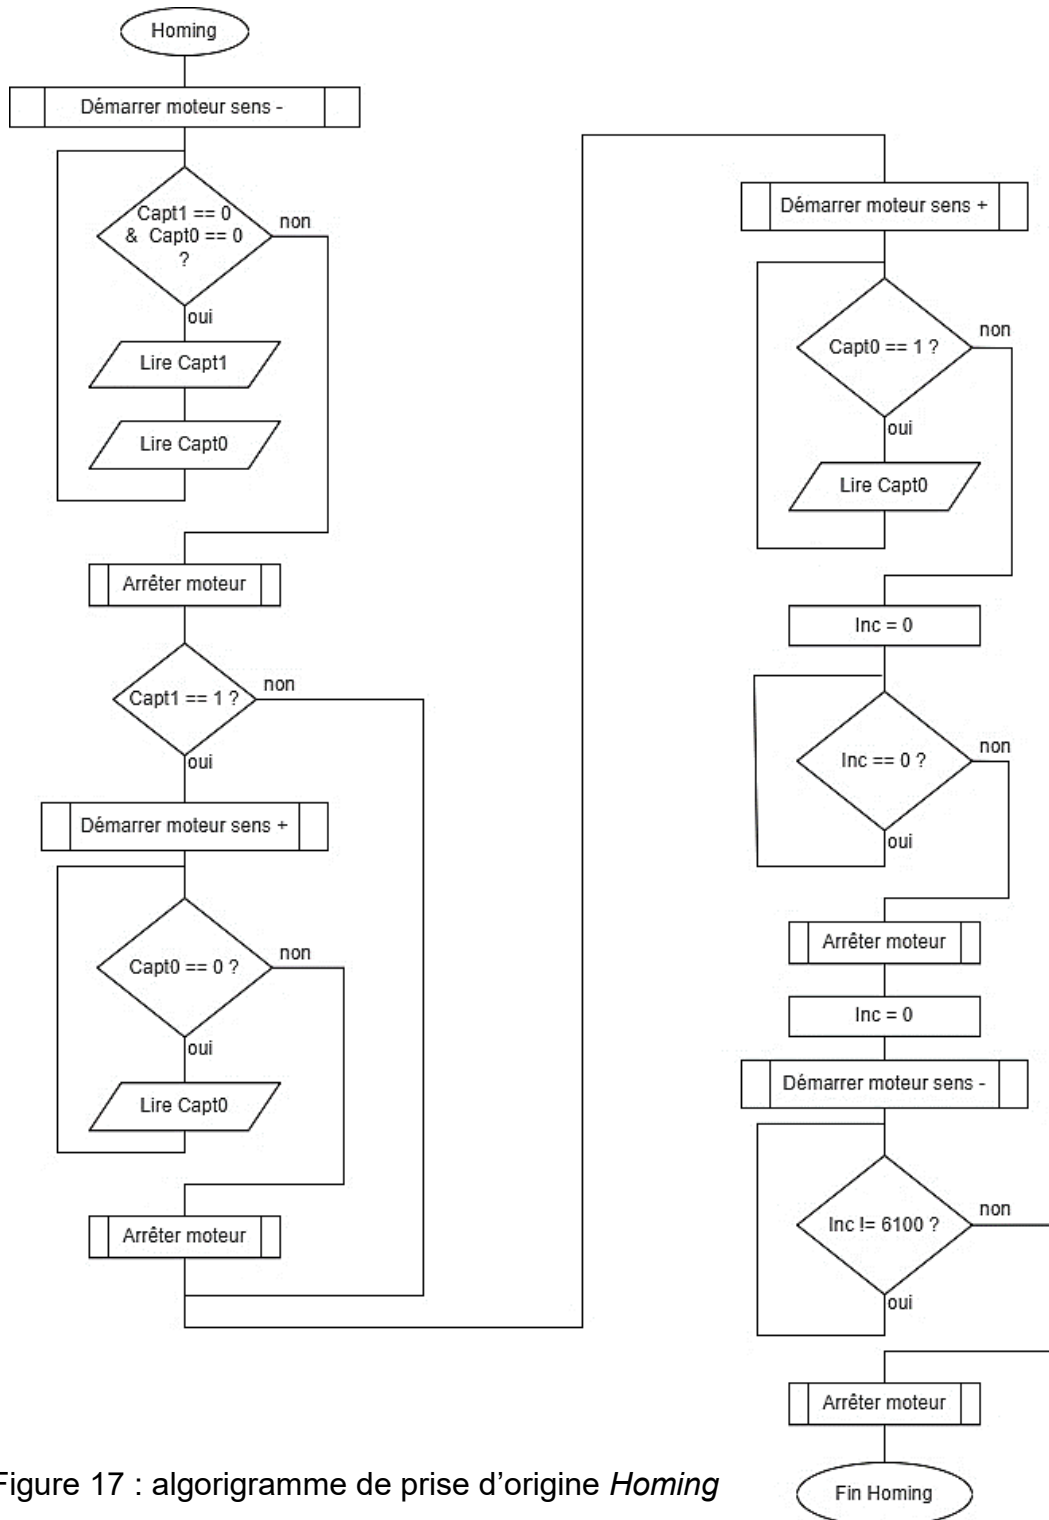 Homing
Démarrer moteur sens -
Capt1 == 0
& Capt0 == 0
?
non
oui
Lire Capt1
Lire Capt0
Arrêter moteur
Capt1 == 1 ?
non
oui
Démarrer moteur sens +
Capt0 == 0 ?
non
oui
Lire Capt0
Arrêter moteur
Démarrer moteur sens +
Capt0 == 1 ?
non
oui
Lire Capt0
Inc = 0
Inc == 0 ?
non
oui
Arrêter moteur
Inc = 0
Démarrer moteur sens -
Inc != 6100 ?
non
oui
Arrêter moteur
Fin Homing
Figure 17 : algorigramme de prise d'origine Homing